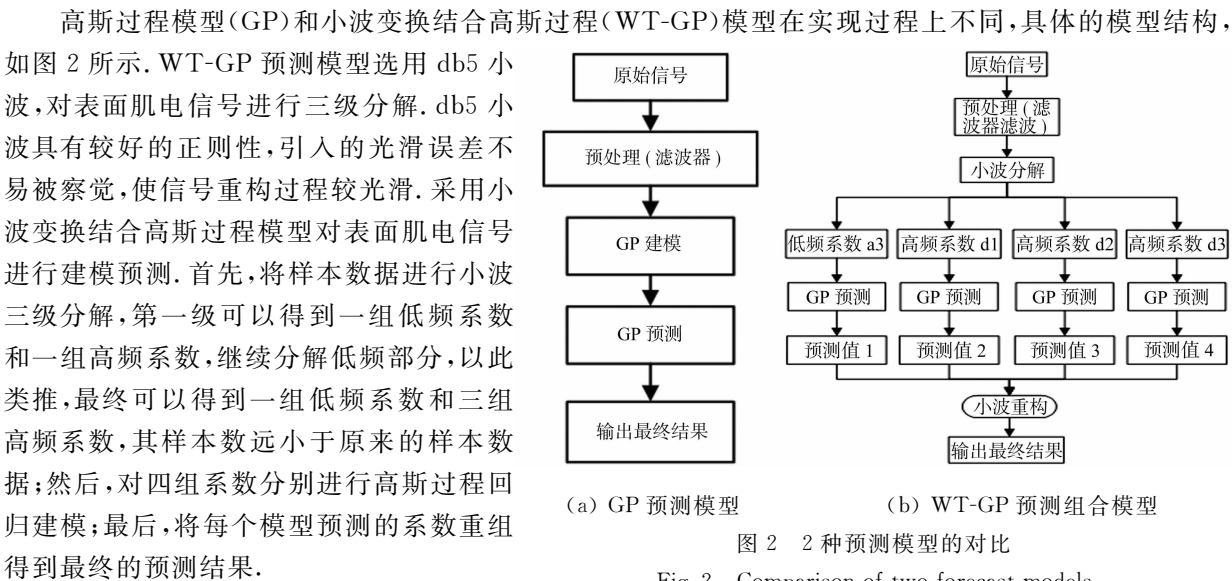 高斯过程模型(GP)和小波变换结合高斯过程(WT-GP)模型在实现过程上不同,具体的模型结构,
如图 2 所示. WT-GP 预测模型选用 db5 小
波,对表面肌电信号进行三级分解. db5 小
波具有较好的正则性,引入的光滑误差不
易被察觉,使信号重构过程较光滑. 采用小
波变换结合高斯过程模型对表面肌电信号
进行建模预测. 首先,将样本数据进行小波
三级分解,第一级可以得到一组低频系数
和一组高频系数,继续分解低频部分,以此
类推,最终可以得到一组低频系数和三组
高频系数,其样本数远小于原来的样本数
据;然后,对四组系数分别进行高斯过程回
归建模;最后,将每个模型预测的系数重组
得到最终的预测结果.
原始信号
预处理(滤波器)
GP 建模
GP 预测
输出最终结果
(a) GP 预测模型
原始信号
预处理(滤
波器滤波)
小波分解
低频系数 a3 高频系数 d1 高频系数 d2 高频系数 d3
GP 预测 GP 预测 GP 预测 GP 预测
预测值 1 预测值 2 预测值 3 预测值 4
小波重构
输出最终结果
(b) WT-GP 预测组合模型
图 2 2 种预测模型的对比
Fig. 2 Comparison of two forecast models